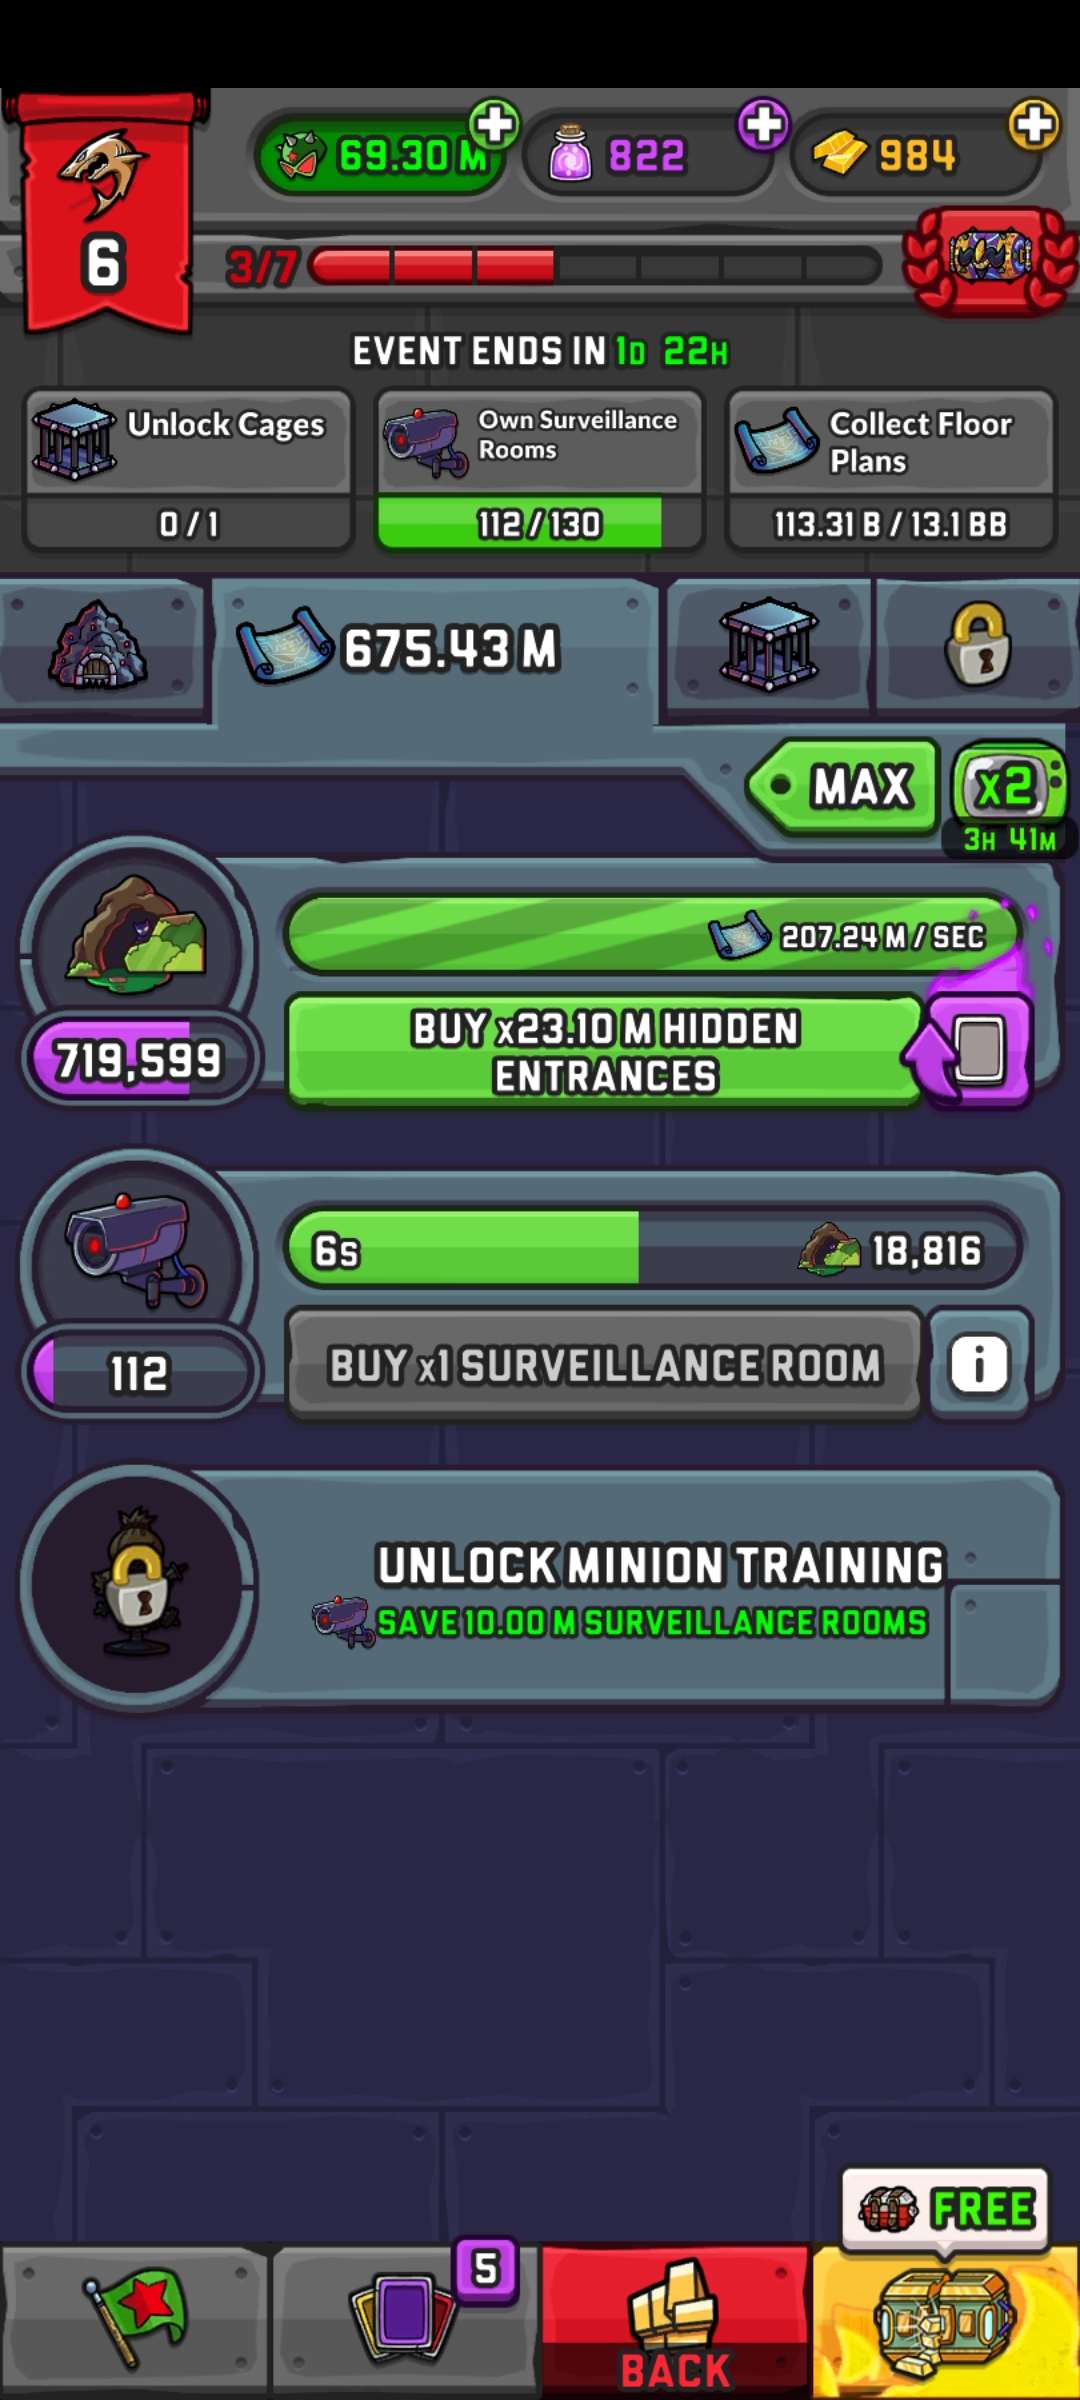 69.30 M
822
984
6
3/7
EVENT ENDS IN 1D 22H
Unlock Cages
0 / 1
Own Surveillance
Rooms
112 / 130
Collect Floor
Plans
113.31 B / 13.1 BB
675.43 M
MAX
x2
3H 41M
207.24 M / SEC
719,599
BUY x23.10 M HIDDEN
ENTRANCES
6s
18,816
112
BUY x1 SURVEILLANCE ROOM
i
UNLOCK MINION TRAINING
SAVE 10.00 M SURVEILLANCE ROOMS
FREE
5
BACK